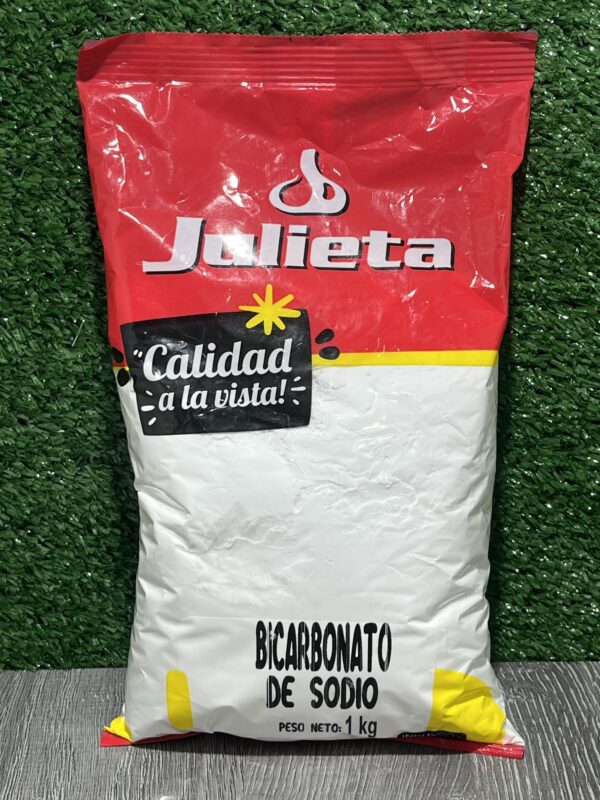 Julieta
Calidad
a la vista!
BICARBONATO
DE SODIO
PESO NETO: 1 kg